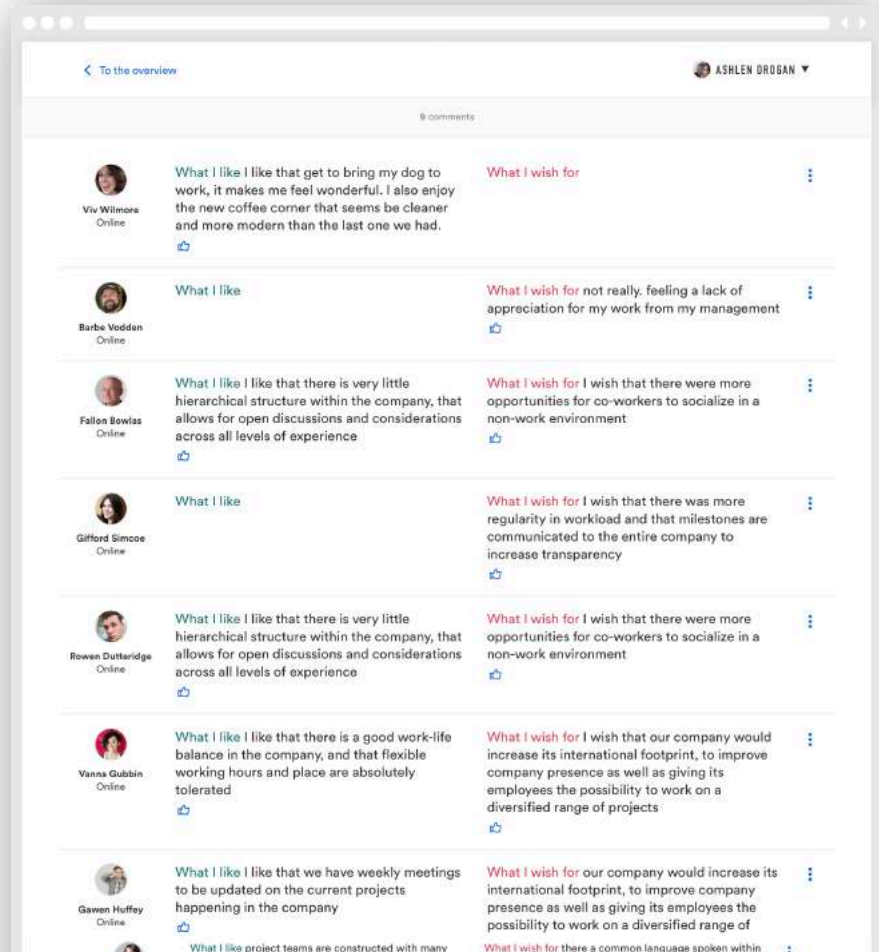 To the overview
ASHLEN DROGAN
9 comments
What I like I like that get to bring my dog to
work, it makes me feel wonderful. I also enjoy
the new coffee corner that seems be cleaner
and more modern than the last one we had.
What I wish for
Viv Wilmore
Online
What I like
What I wish for not really. feeling a lack of
appreciation for my work from my management
Barbe Vodden
Online
What I like I like that there is very little
hierarchical structure within the company, that
allows for open discussions and considerations
across all levels of experience
What I wish for I wish that there were more
opportunities for co-workers to socialize in a
non-work environment
Fallon Bowlas
Online
What I like
What I wish for I wish that there was more
regularity in workload and that milestones are
communicated to the entire company to
increase transparency
Gifford Simcoe
Online
What I like I like that there is very little
hierarchical structure within the company, that
allows for open discussions and considerations
across all levels of experience
What I wish for I wish that there were more
opportunities for co-workers to socialize in a
non-work environment
Rowen Dutteridge
Online
What I like I like that there is a good work-life
balance in the company, and that flexible
working hours and place are absolutely
tolerated
What I wish for I wish that our company would
increase its international footprint, to improve
company presence as well as giving its
employees the possibility to work on a
diversified range of projects
Vanna Gubbin
Online
What I like I like that we have weekly meetings
to be updated on the current projects
happening in the company
What I wish for our company would increase its
international footprint, to improve company
presence as well as giving its employees the
possibility to work on a diversified range of
Gawen Huffey
Online
What I like project teams are constructed with many
What I wish for there a common language spoken within